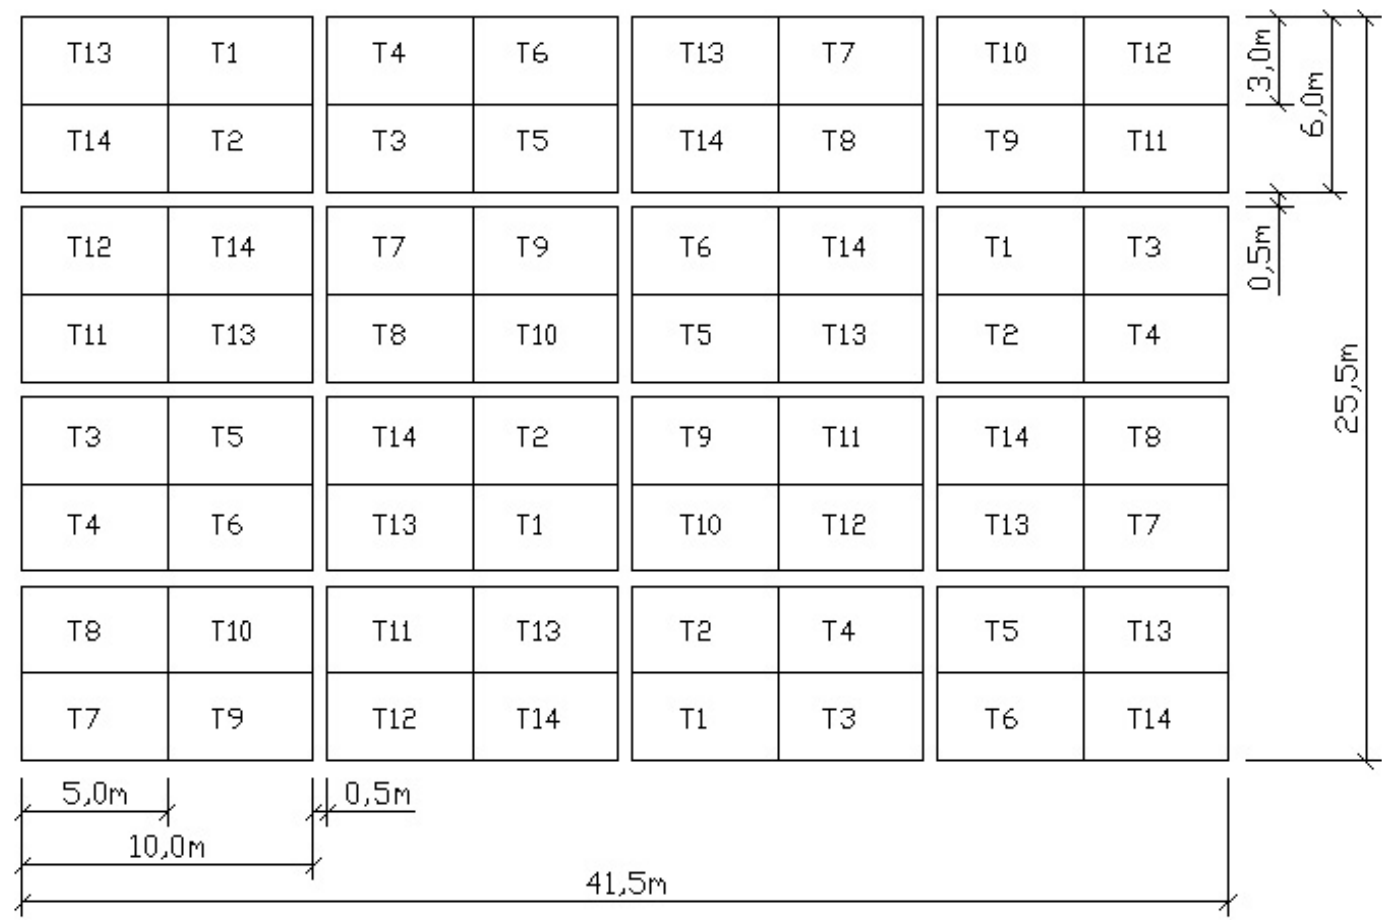 T13 T1 T4 T6 T13 T7 T10 T12
3,0m
6,0m
T14 T2 T3 T5 T14 T8 T9 T11
T12 T14 T7 T9 T6 T14 T1 T3
0,5m
T11 T13 T8 T10 T5 T13 T2 T4
25,5m
T3 T5 T14 T2 T9 T11 T14 T8
T4 T6 T13 T1 T10 T12 T13 T7
T8 T10 T11 T13 T2 T4 T5 T13
T7 T9 T12 T14 T1 T3 T6 T14
5,0m 0,5m
10,0m
41,5m